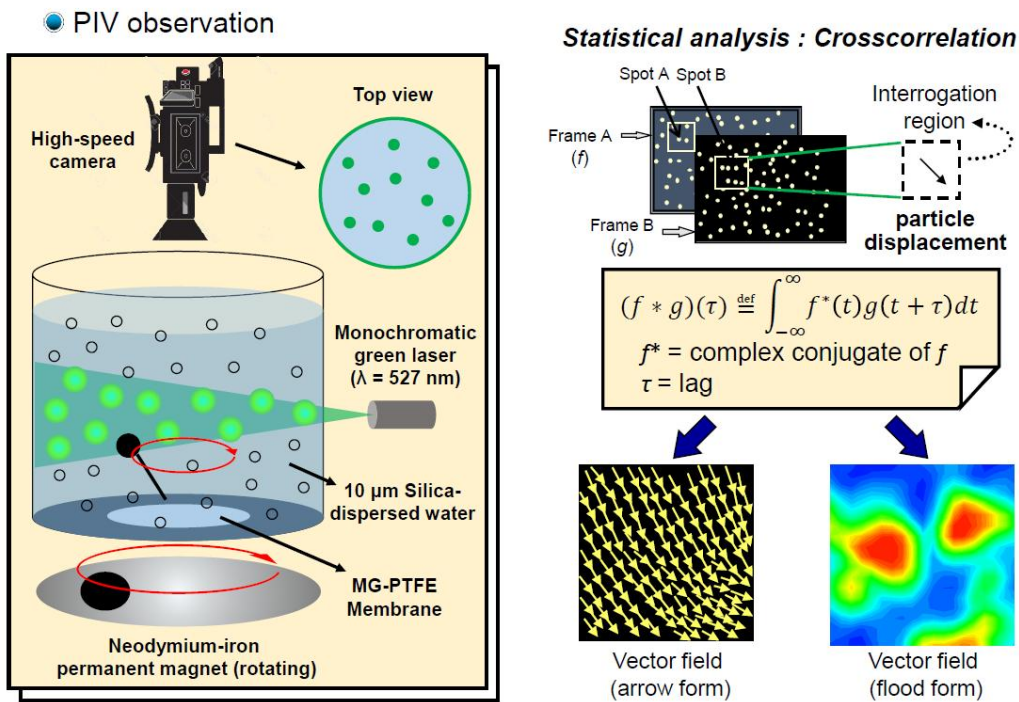 PIV observation
High-speed
camera
Top view
Monochromatic
green laser
(λ = 527 nm)
10 μm Silica-
dispersed water
MG-PTFE
Membrane
Neodymium-iron
permanent magnet (rotating)
Statistical analysis : Crosscorrelation
Spot A Spot B
Frame A
(f)
Frame B
(g)
Interrogation
region
particle
displacement
(f * g)(τ) ≝ ∫_{-∞}^{∞} f*(t)g(t + τ)dt
f* = complex conjugate of f
τ = lag
Vector field
(arrow form)
Vector field
(flood form)